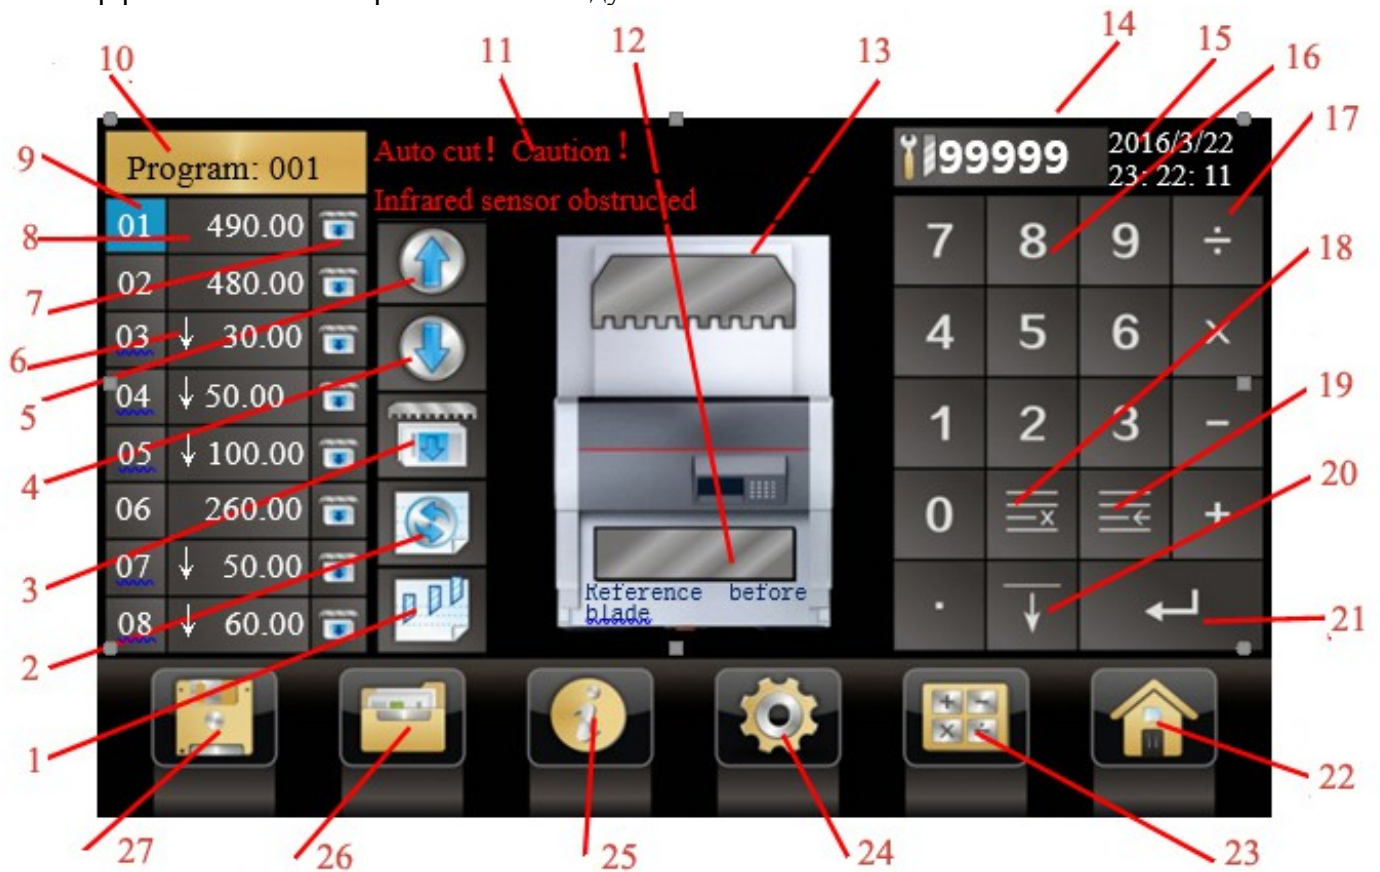 10
11
12
13
14
15
16
17
Program: 001
Auto cut! Caution!
Infrared sensor obstructed
99999
2016/3/22
23: 22: 11
9
8
7
6
5
4
3
2
1
01 490.00
02 480.00
03 ↓ 30.00
04 ↓ 50.00
05 ↓ 100.00
06 260.00
07 ↓ 50.00
08 ↓ 60.00
Reference before
blade
7 8 9 ÷
4 5 6 ×
1 2 3 -
0 +
.
18
19
20
21
22
27
26
25
24
23